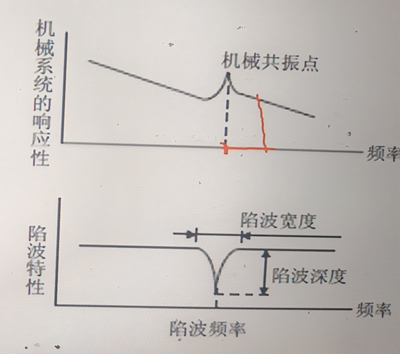 机械系统的响应性
机械共振点
频率
陷波特性
陷波宽度
陷波深度
频率
陷波频率